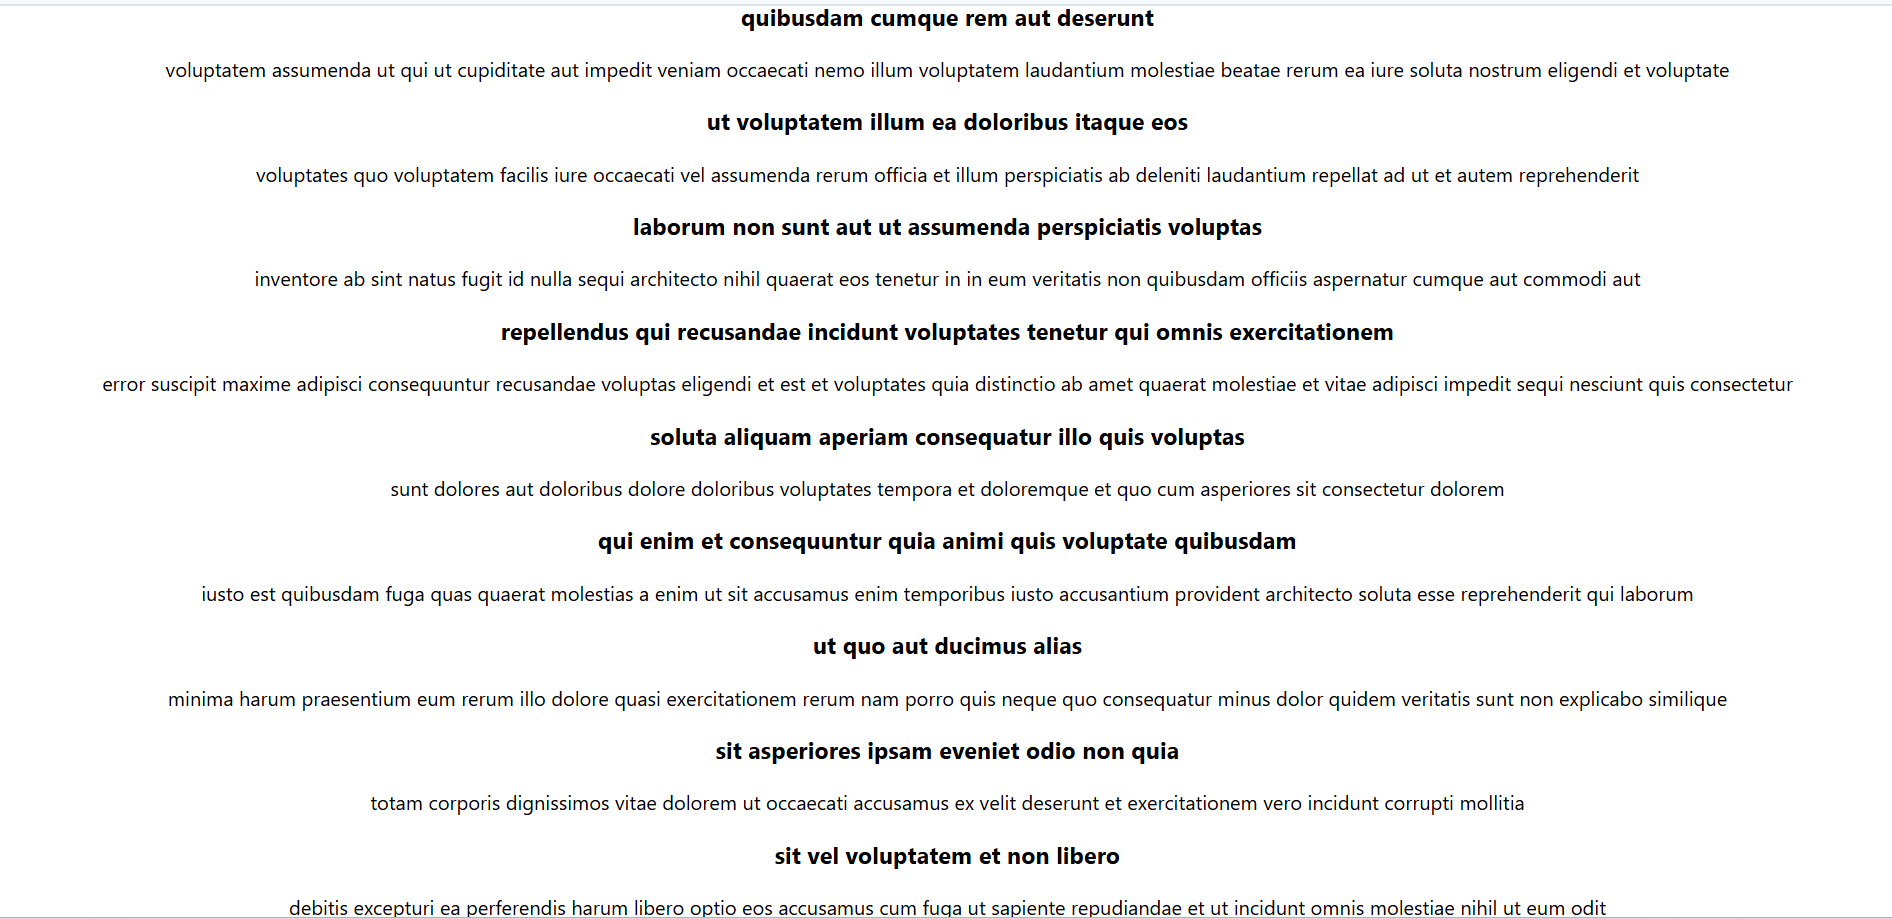 quibusdam cumque rem aut deserunt
voluptatem assumenda ut qui ut cupiditate aut impedit veniam occaecati nemo illum voluptatem laudantium molestiae beatae rerum ea iure soluta nostrum eligendi et voluptate
ut voluptatem illum ea doloribus itaque eos
voluptates quo voluptatem facilis iure occaecati vel assumenda rerum officia et illum perspiciatis ab deleniti laudantium repellat ad ut et autem reprehenderit
laborum non sunt aut ut assumenda perspiciatis voluptas
inventore ab sint natus fugit id nulla sequi architecto nihil quaerat eos tenetur in in eum veritatis non quibusdam officiis aspernatur cumque aut commodi aut
repellendus qui recusandae incidunt voluptates tenetur qui omnis exercitationem
error suscipit maxime adipisci consequuntur recusandae voluptas eligendi et est et voluptates quia distinctio ab amet quaerat molestiae et vitae adipisci impedit sequi nesciunt quis consectetur
soluta aliquam aperiam consequatur illo quis voluptas
sunt dolores aut doloribus dolore doloribus voluptates tempora et doloremque et quo cum asperiores sit consectetur dolorem
qui enim et consequuntur quia animi quis voluptate quibusdam
iusto est quibusdam fuga quas quaerat molestias a enim ut sit accusamus enim temporibus iusto accusantium provident architecto soluta esse reprehenderit qui laborum
ut quo aut ducimus alias
minima harum praesentium eum rerum illo dolore quasi exercitationem rerum nam porro quis neque quo consequatur minus dolor quidem veritatis sunt non explicabo similique
sit asperiores ipsam eveniet odio non quia
totam corporis dignissimos vitae dolorem ut occaecati accusamus ex velit deserunt et exercitationem vero incidunt corrupti mollitia
sit vel voluptatem et non libero
debitis excepturi ea perferendis harum libero optio eos accusamus cum fuga ut sapiente repudiandae et ut incidunt omnis molestiae nihil ut eum odit